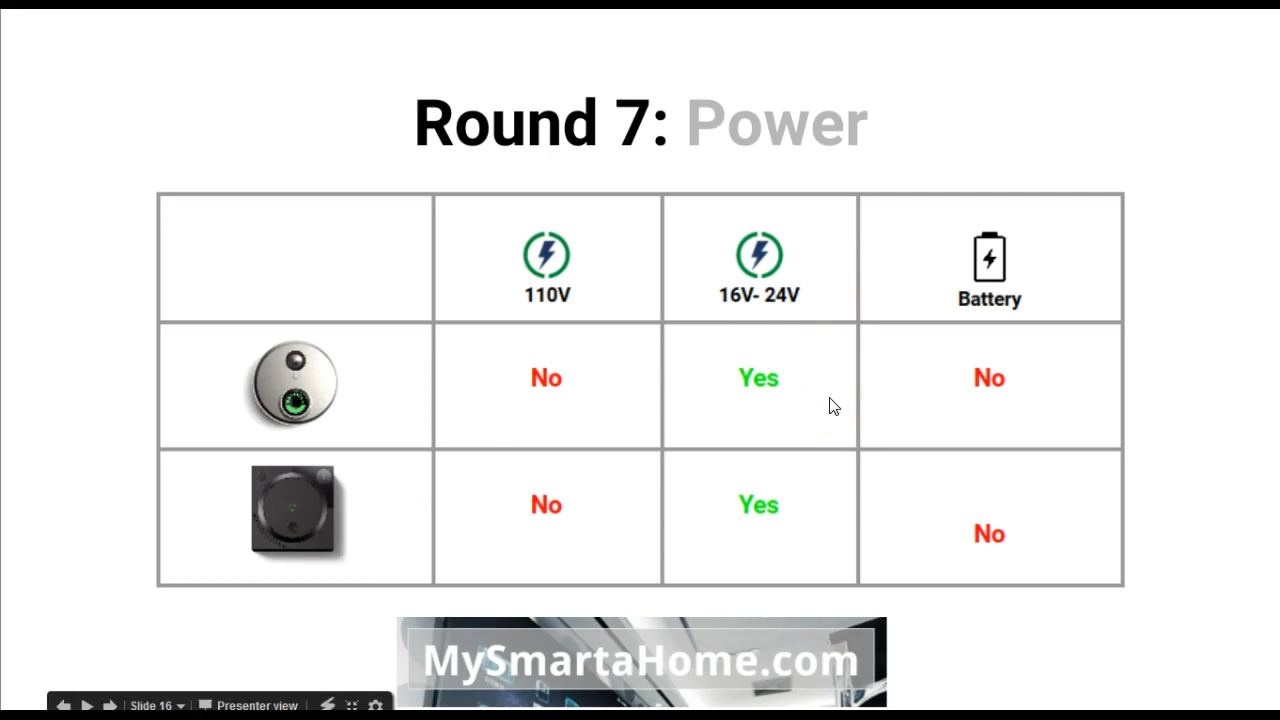 Round 7: Power
110V
16V- 24V
Battery
No
Yes
No
No
Yes
No
MySmartaHome.com
Slide 16
Presenter view